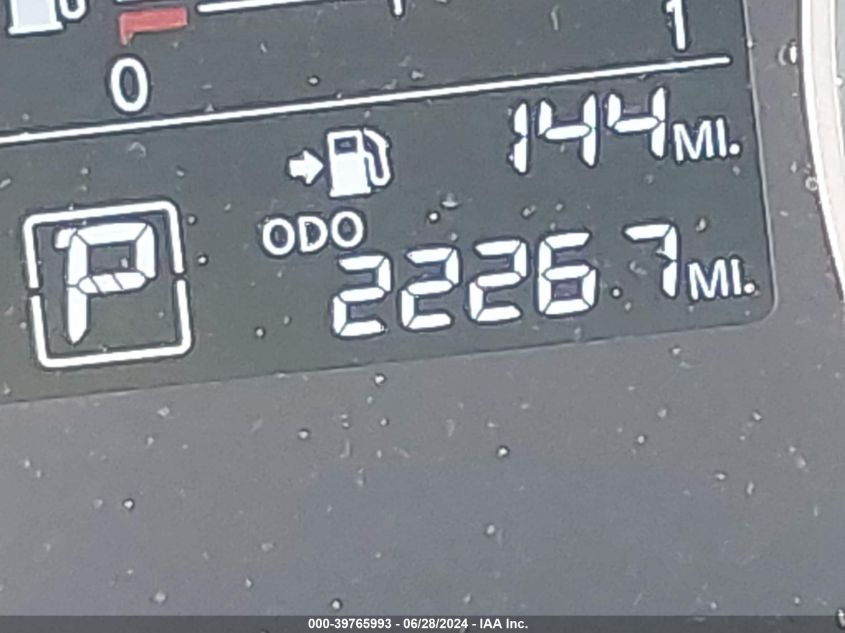 0 1
144 MI.
ODO
P 22267 MI.
000-39765993 - 06/28/2024 - IAA Inc.